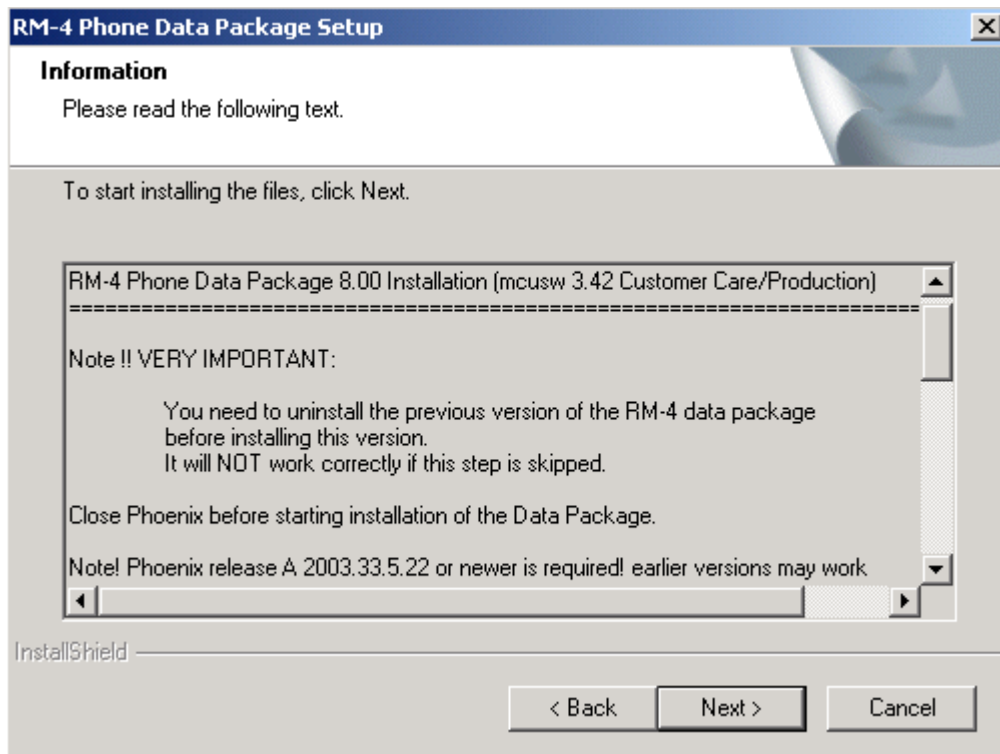 RM-4 Phone Data Package Setup
Information
Please read the following text.
To start installing the files, click Next.
RM-4 Phone Data Package 8.00 Installation (mcusw 3.42 Customer Care/Production)
=======================================================================
Note !! VERY IMPORTANT:
You need to uninstall the previous version of the RM-4 data package
before installing this version.
It will NOT work correctly if this step is skipped.
Close Phoenix before starting installation of the Data Package.
Note! Phoenix release A 2003.33.5.22 or newer is required! earlier versions may work
InstallShield
< Back
Next >
Cancel